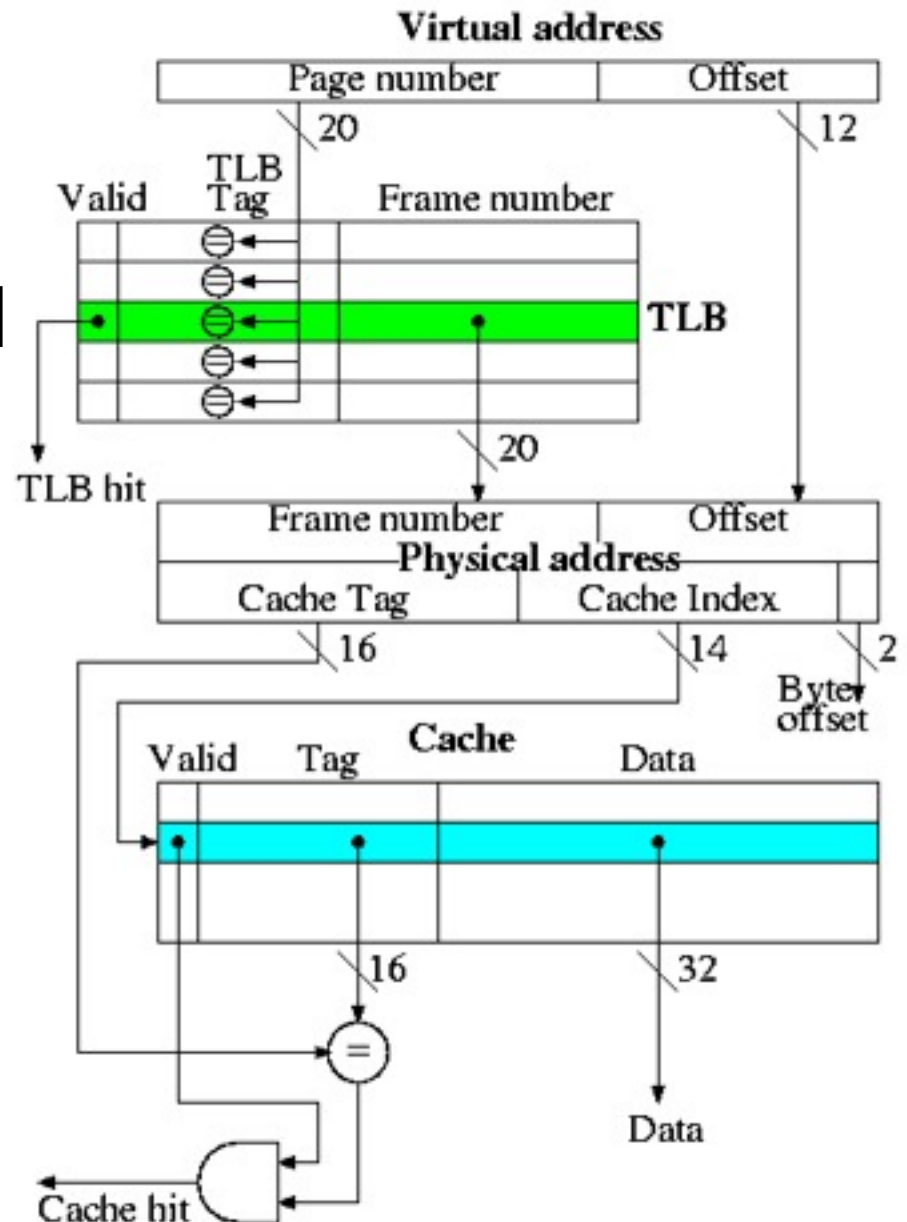 Virtual address
Page number Offset
20 12
TLB
Valid Tag Frame number
=
=
= TLB
=
=
20
TLB hit
Frame number Offset
Physical address
Cache Tag Cache Index
16 14 2
Byte
offset
Cache
Valid Tag Data
16 32
=
Data
Cache hit